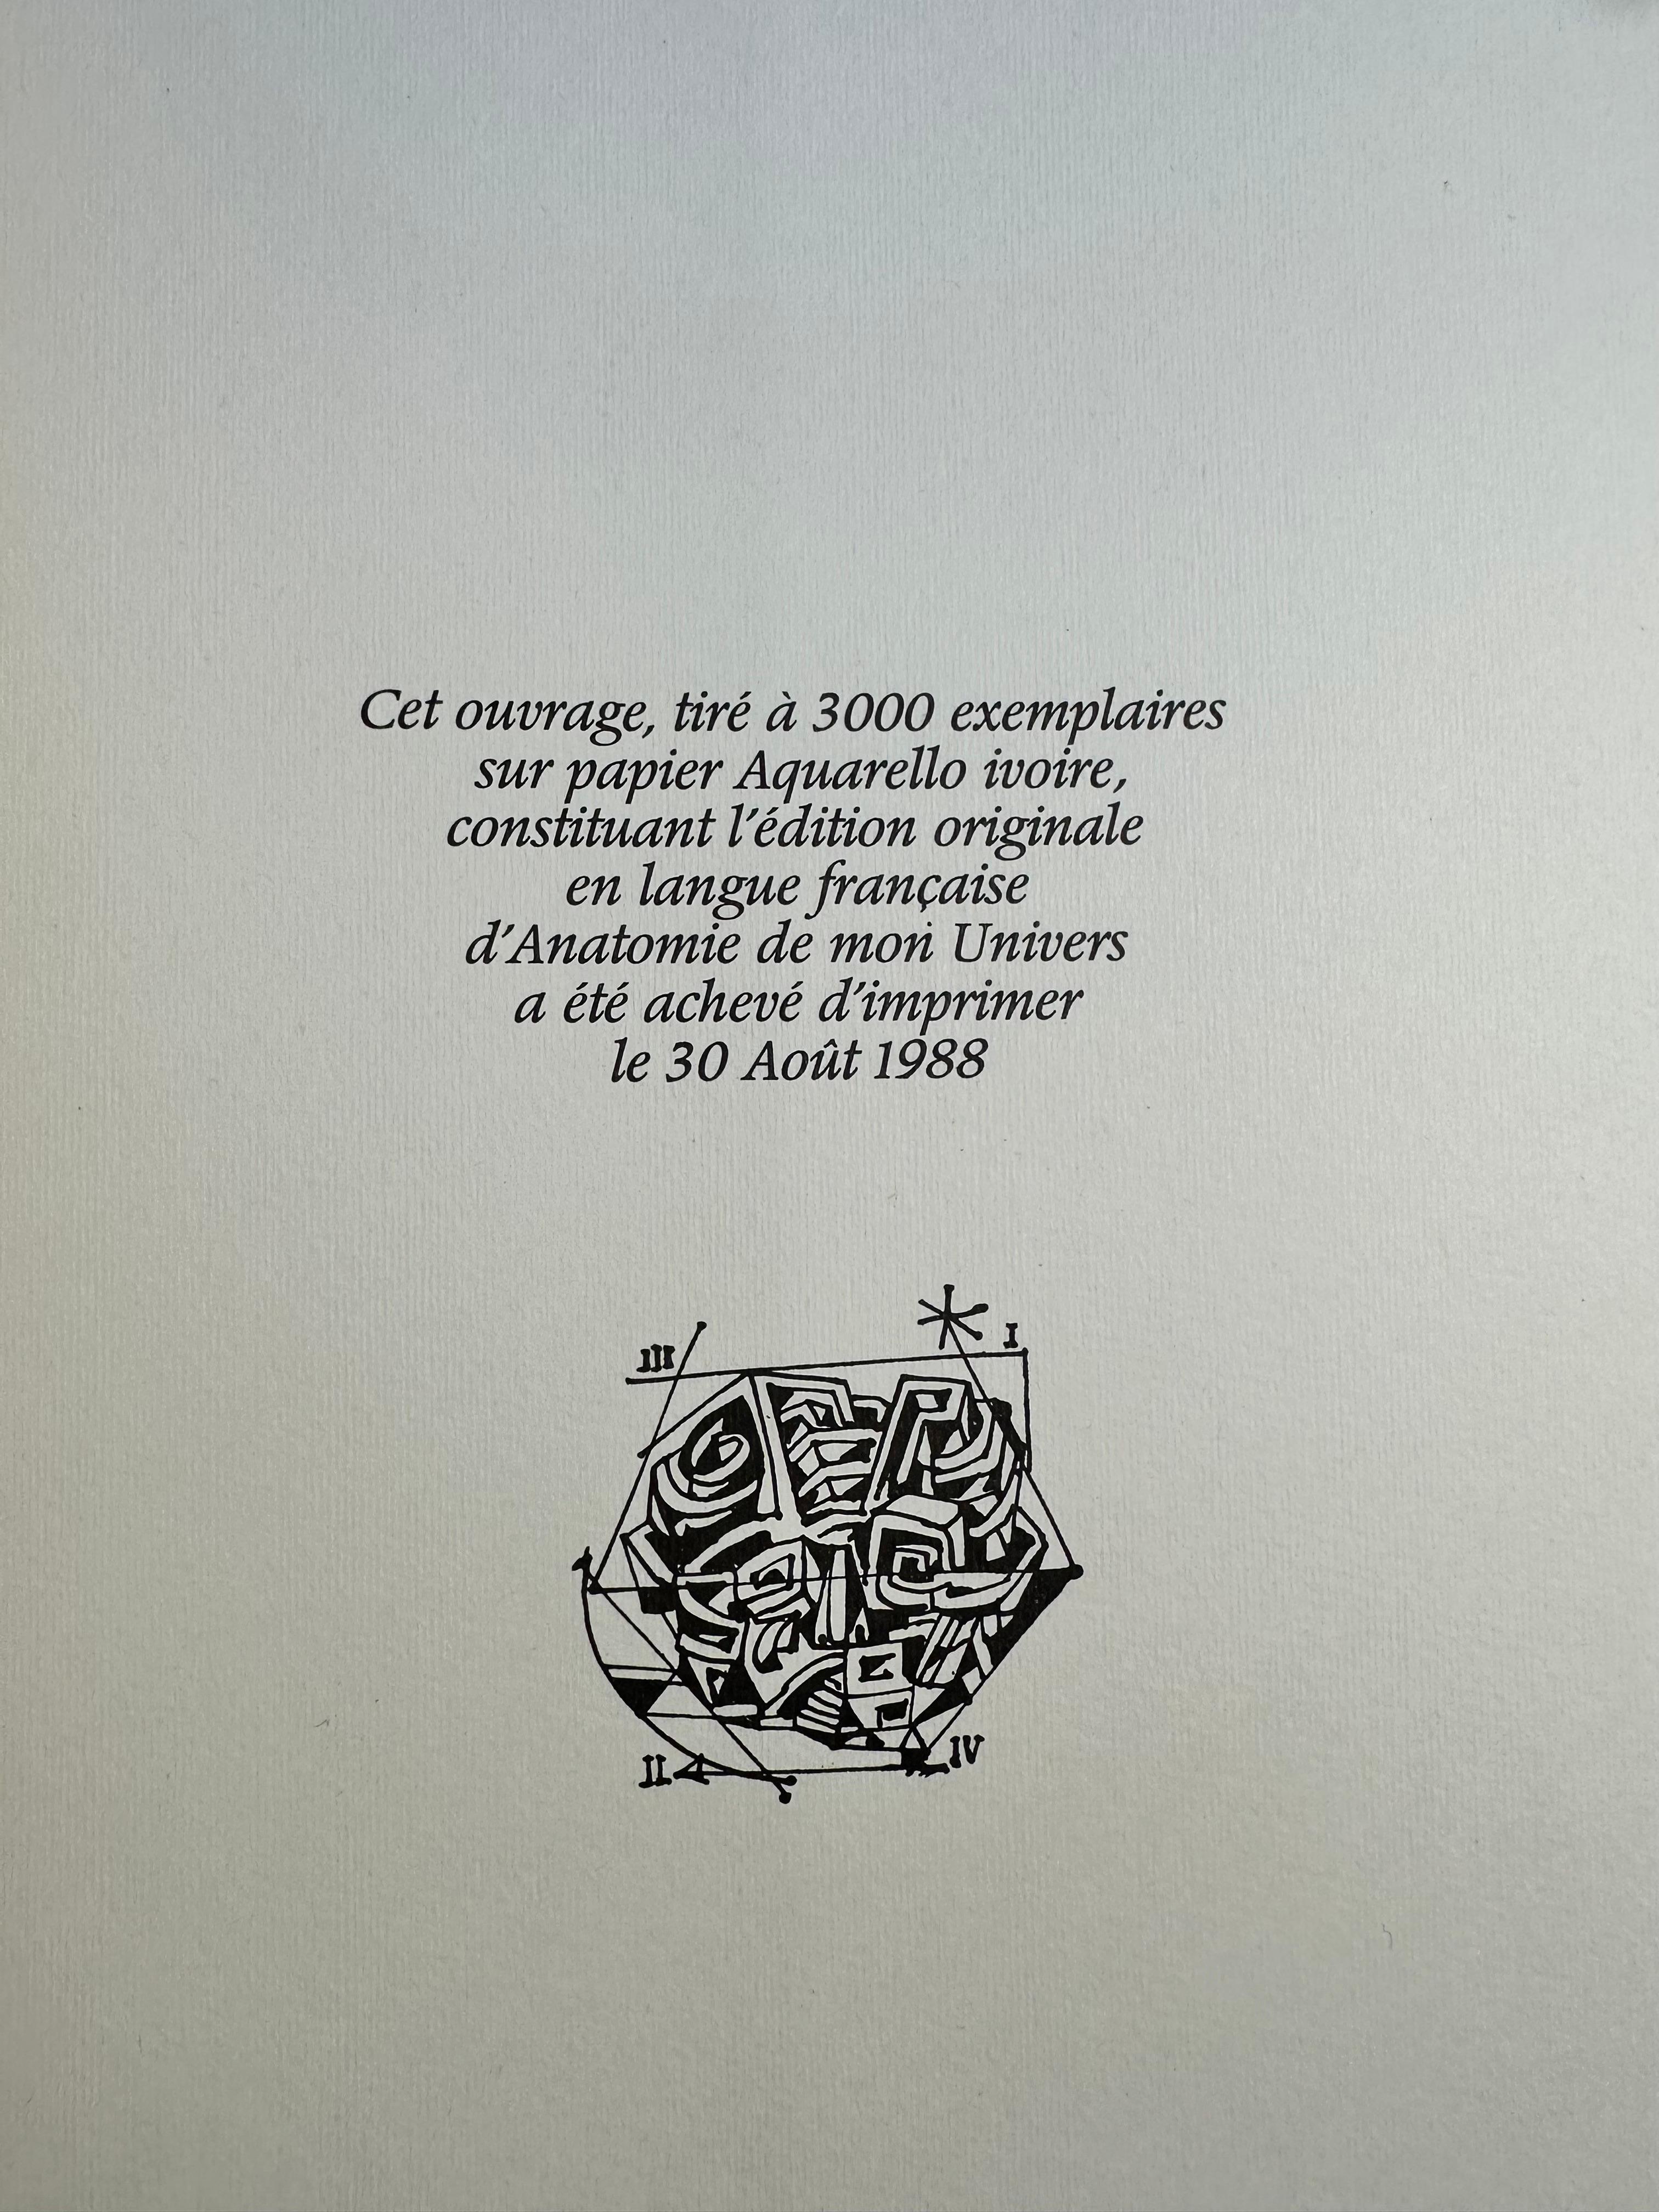 Cet ouvrage, tiré à 3000 exemplaires
sur papier Aquarello ivoire,
constituant l'édition originale
en langue française
d'Anatomie de mon Univers
a été achevé d'imprimer
le 30 Août 1988
III
I
II
IV